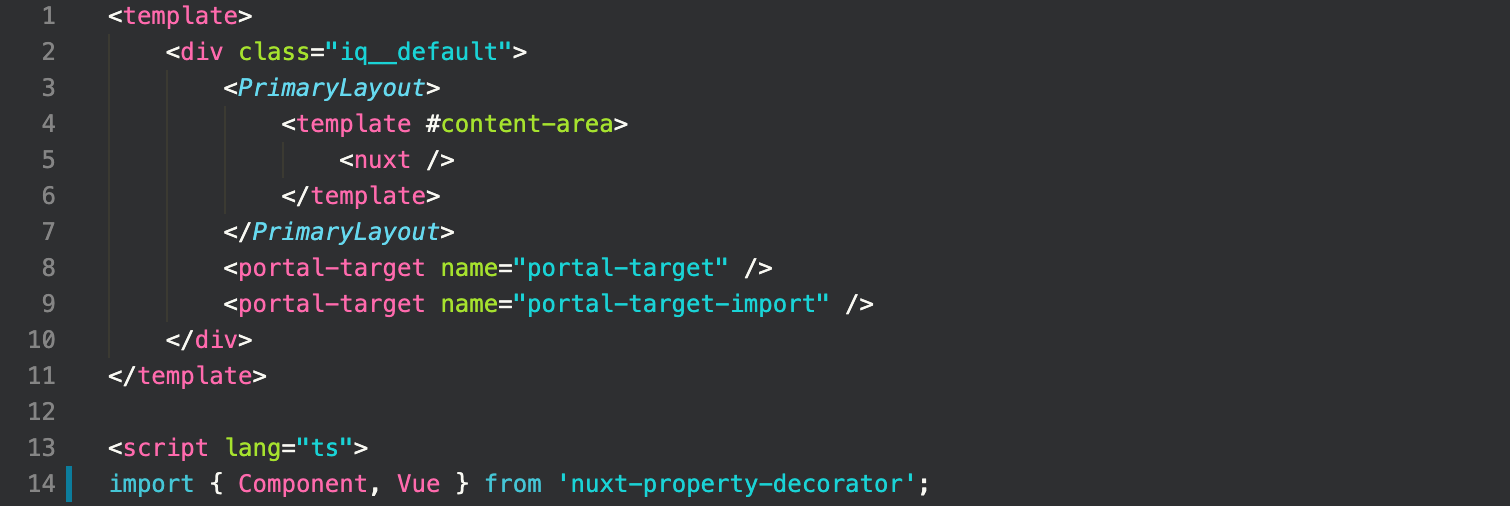 1 <template>
2     <div class="iq__default">
3         <PrimaryLayout>
4             <template #content-area>
5                 <nuxt />
6             </template>
7         </PrimaryLayout>
8         <portal-target name="portal-target" />
9         <portal-target name="portal-target-import" />
10     </div>
11 </template>
12
13 <script lang="ts">
14 import { Component, Vue } from 'nuxt-property-decorator';